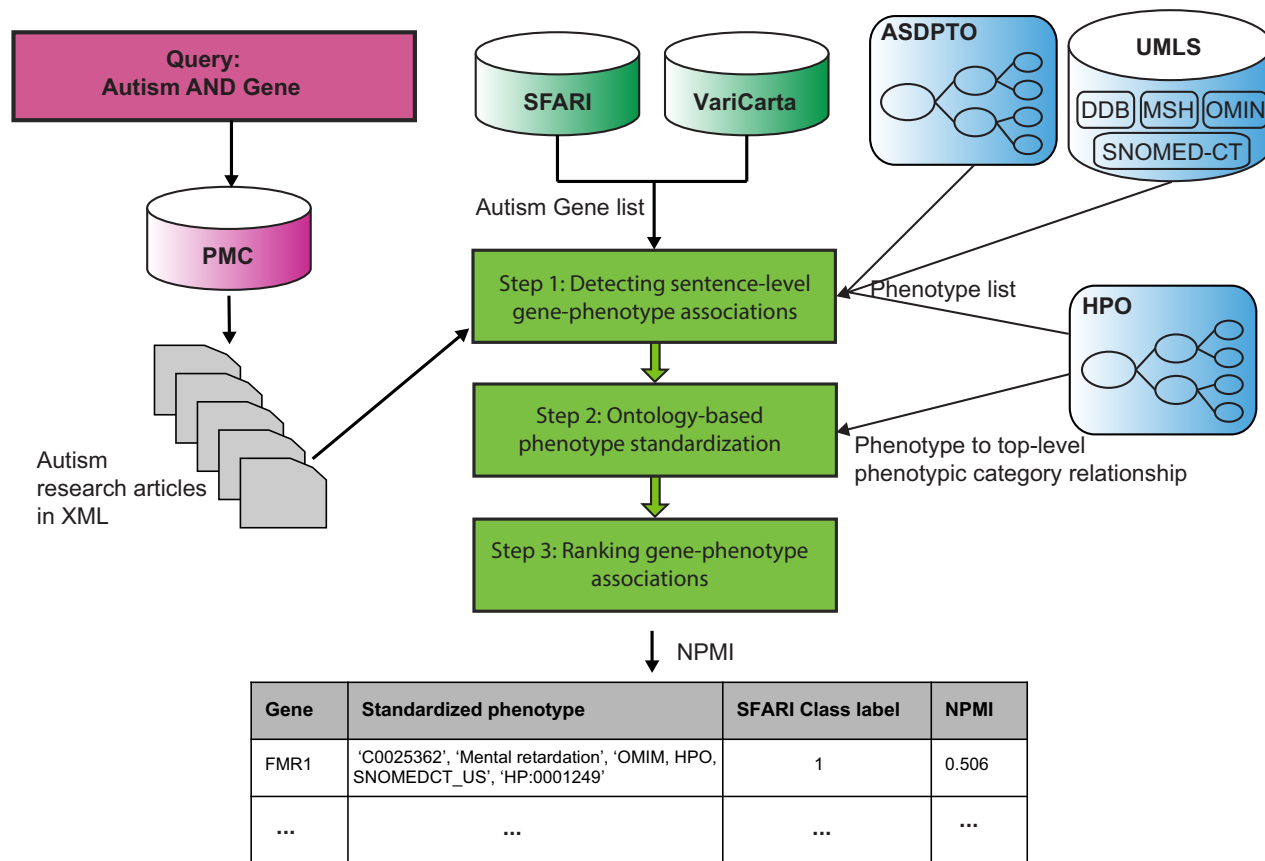 Query:
Autism AND Gene
PMC
Autism
research articles
in XML
SFARI
VariCarta
Autism Gene list
ASDPTO
UMLS
DDB
MSH
OMIN
SNOMED-CT
Phenotype list
HPO
Step 1: Detecting sentence-level
gene-phenotype associations
Step 2: Ontology-based
phenotype standardization
Phenotype to top-level
phenotypic category relationship
Step 3: Ranking gene-phenotype
associations
NPMI
Gene
Standardized phenotype
SFARI Class label
NPMI
FMR1
‘C0025362’, ‘Mental retardation’, ‘OMIM, HPO,
SNOMEDCT_US’, ‘HP:0001249’
1
0.506
...
...
...
...